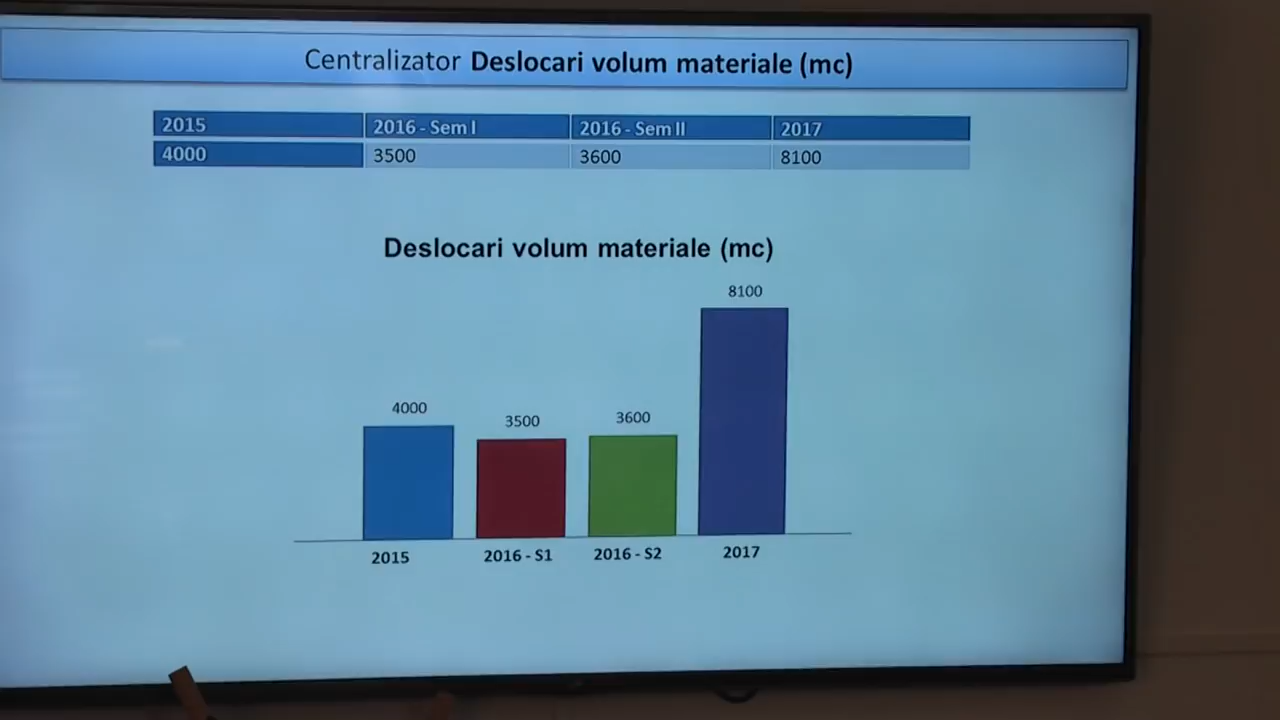 Centralizator Deslocari volum materiale (mc)
2015 2016 - Sem I 2016 - Sem II 2017
4000 3500 3600 8100
Deslocari volum materiale (mc)
8100
4000
3500
3600
2015 2016 - S1 2016 - S2 2017